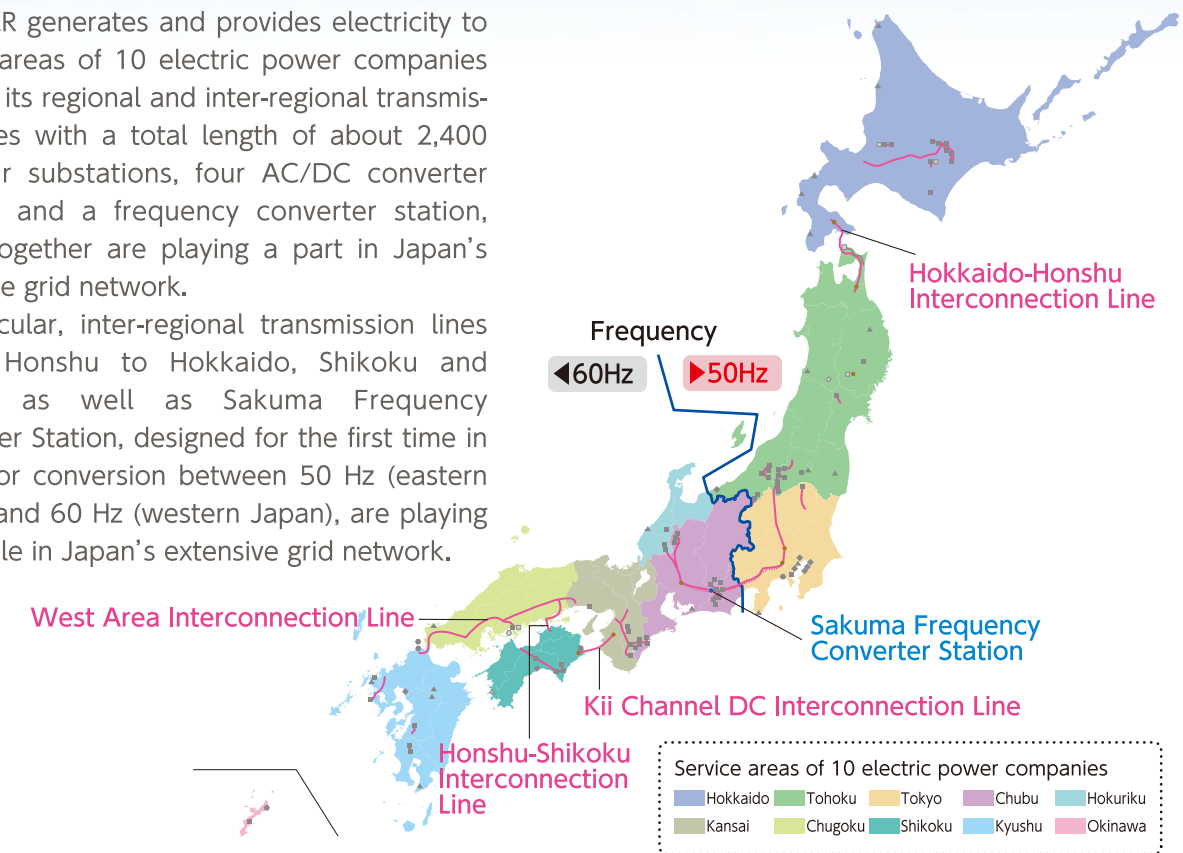 R generates and provides electricity to
areas of 10 electric power companies
its regional and inter-regional transmis-
es with a total length of about 2,400
r substations, four AC/DC converter
and a frequency converter station,
ogether are playing a part in Japan's
e grid network.
cular, inter-regional transmission lines
Honshu to Hokkaido, Shikoku and
as well as Sakuma Frequency
er Station, designed for the first time in
or conversion between 50 Hz (eastern
and 60 Hz (western Japan), are playing
le in Japan's extensive grid network.
Hokkaido-Honshu
Interconnection Line
Frequency
◀60Hz ▶50Hz
West Area Interconnection Line
Sakuma Frequency
Converter Station
Kii Channel DC Interconnection Line
Honshu-Shikoku
Interconnection
Line
Service areas of 10 electric power companies
Hokkaido Tohoku Tokyo Chubu Hokuriku
Kansai Chugoku Shikoku Kyushu Okinawa